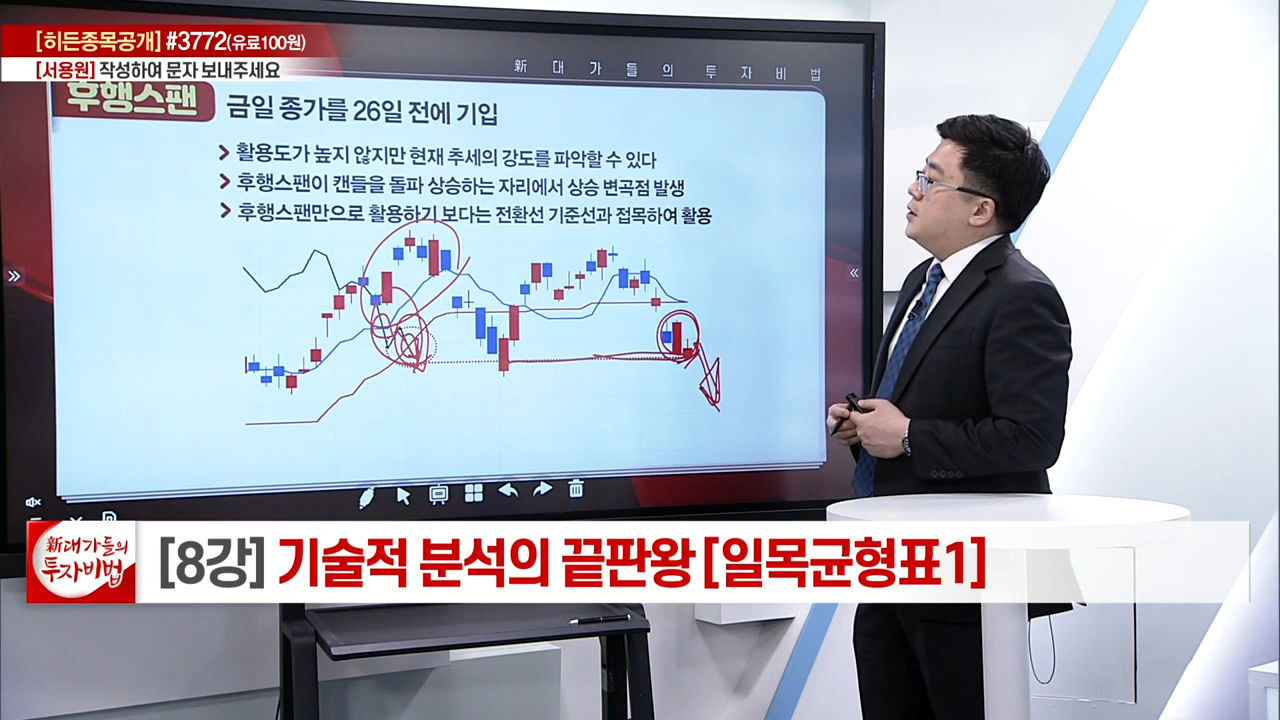 [히든종목공개] #3772(유료100원)
[서용원] 작성하여 문자 보내주세요
新 대 가 들 의 투 자 비 법
후행스팬 금일 종가를 26일 전에 기입
활용도가 높지 않지만 현재 추세의 강도를 파악할 수 있다
후행스팬이 캔들을 돌파 상승하는 자리에서 상승 변곡점 발생
후행스팬만으로 활용하기 보다는 전환선 기준선과 접목하여 활용
新대가들의
투자비법
[8강] 기술적 분석의 끝판왕 [일목균형표1]